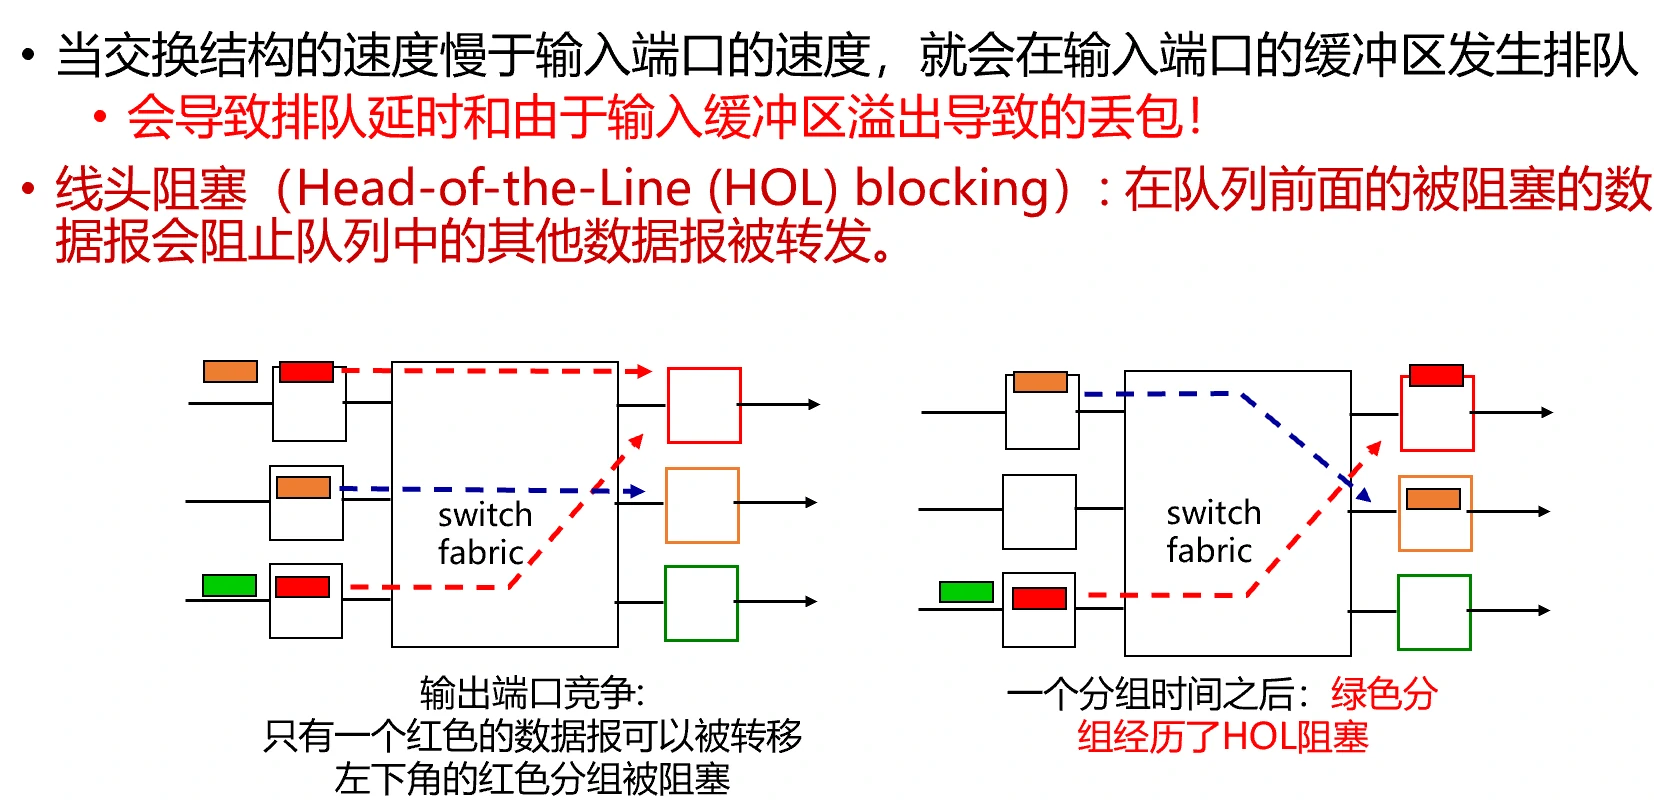 • 当交换结构的速度慢于输入端口的速度，就会在输入端口的缓冲区发生排队
• 会导致排队延时和由于输入缓冲区溢出导致的丢包！
• 线头阻塞（Head-of-the-Line (HOL) blocking）: 在队列前面的被阻塞的数
据报会阻止队列中的其他数据报被转发。
switch
fabric
输出端口竞争:
只有一个红色的数据报可以被转移
左下角的红色分组被阻塞
switch
fabric
一个分组时间之后：绿色分
组经历了HOL阻塞